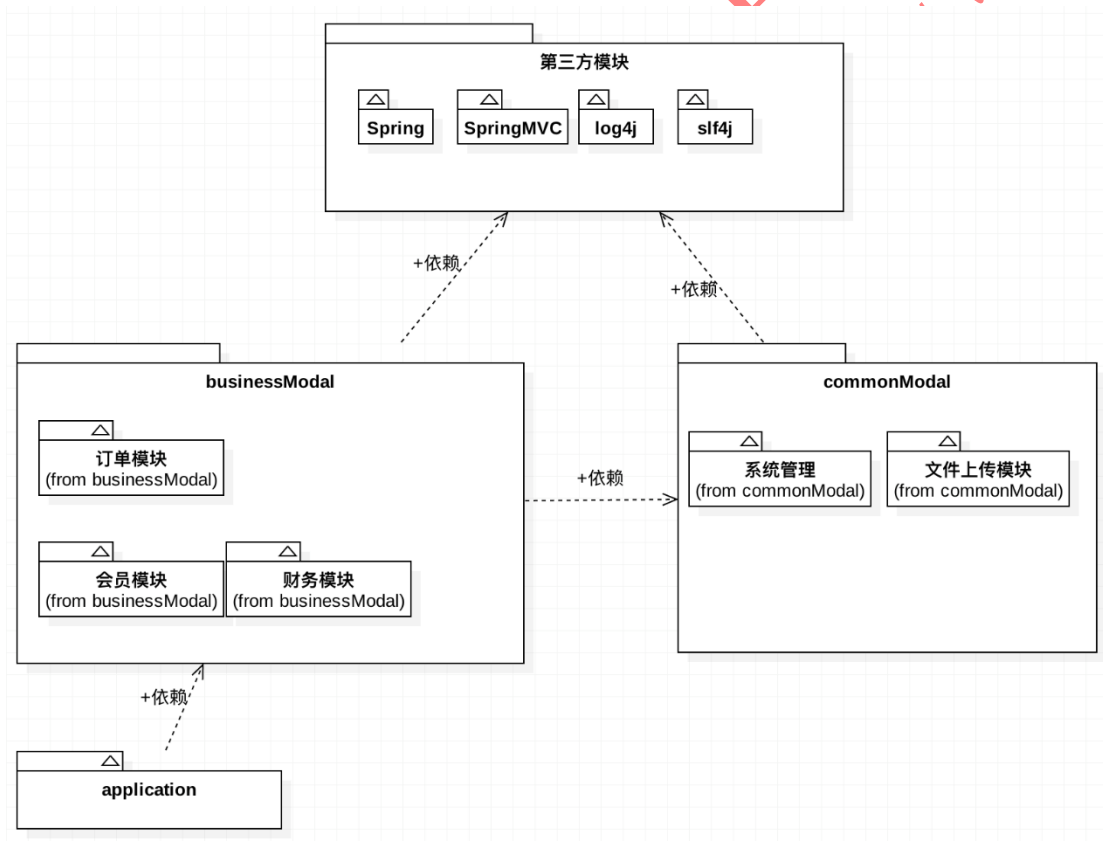 第三方模块
Spring
SpringMVC
log4j
slf4j
+依赖
+依赖
businessModal
订单模块
(from businessModal)
会员模块
(from businessModal)
财务模块
(from businessModal)
+依赖
commonModal
系统管理
(from commonModal)
文件上传模块
(from commonModal)
+依赖
application